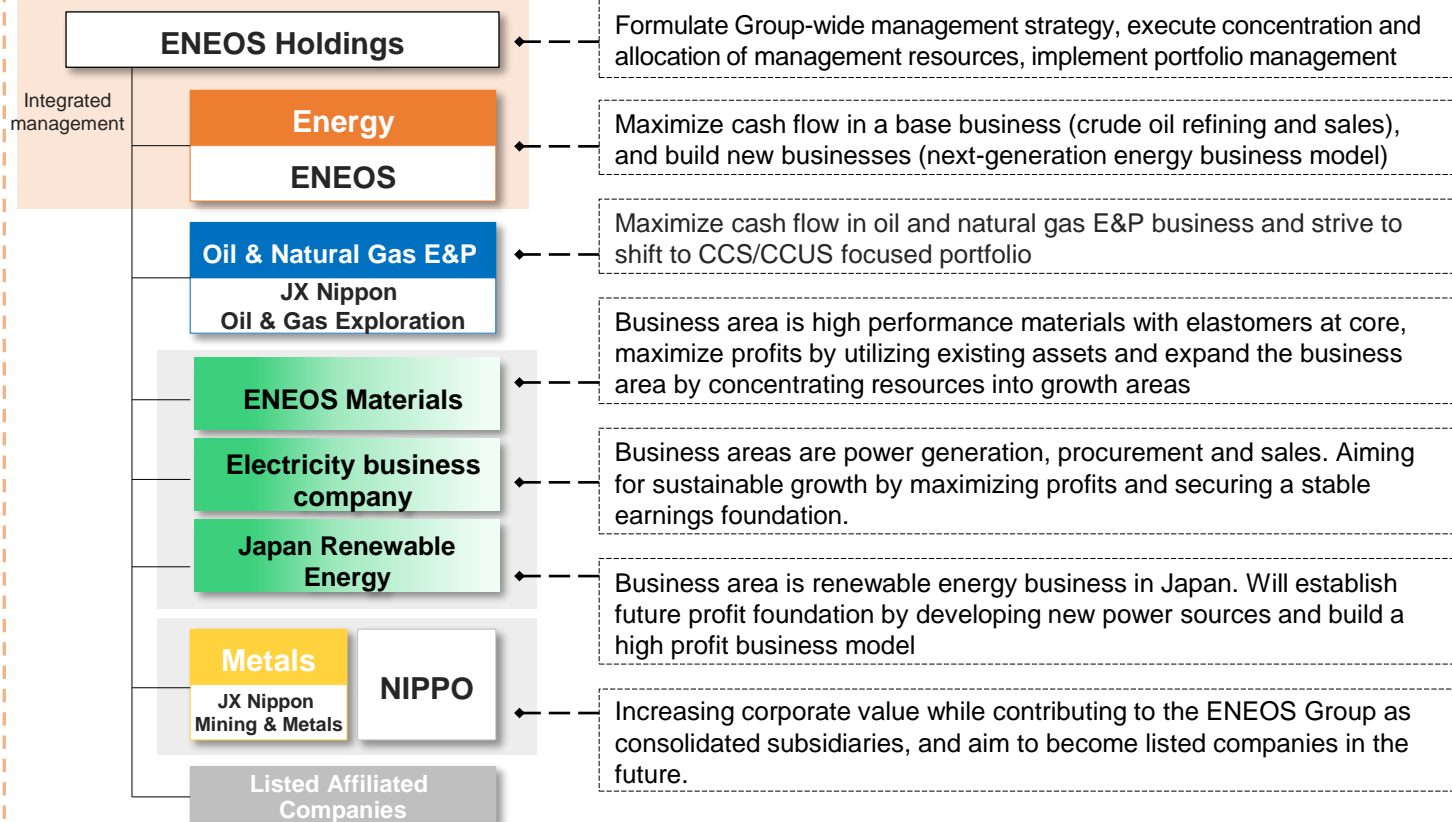 ENEOS Holdings
Formulate Group-wide management strategy, execute concentration and
allocation of management resources, implement portfolio management
Integrated
management
Energy
ENEOS
Maximize cash flow in a base business (crude oil refining and sales),
and build new businesses (next-generation energy business model)
Oil & Natural Gas E&P
JX Nippon
Oil & Gas Exploration
Maximize cash flow in oil and natural gas E&P business and strive to
shift to CCS/CCUS focused portfolio
ENEOS Materials
Business area is high performance materials with elastomers at core,
maximize profits by utilizing existing assets and expand the business
area by concentrating resources into growth areas
Electricity business
company
Business areas are power generation, procurement and sales. Aiming
for sustainable growth by maximizing profits and securing a stable
earnings foundation.
Japan Renewable
Energy
Business area is renewable energy business in Japan. Will establish
future profit foundation by developing new power sources and build a
high profit business model
Metals
JX Nippon
Mining & Metals
NIPPO
Increasing corporate value while contributing to the ENEOS Group as
consolidated subsidiaries, and aim to become listed companies in the
future.
Listed Affiliated
Companies